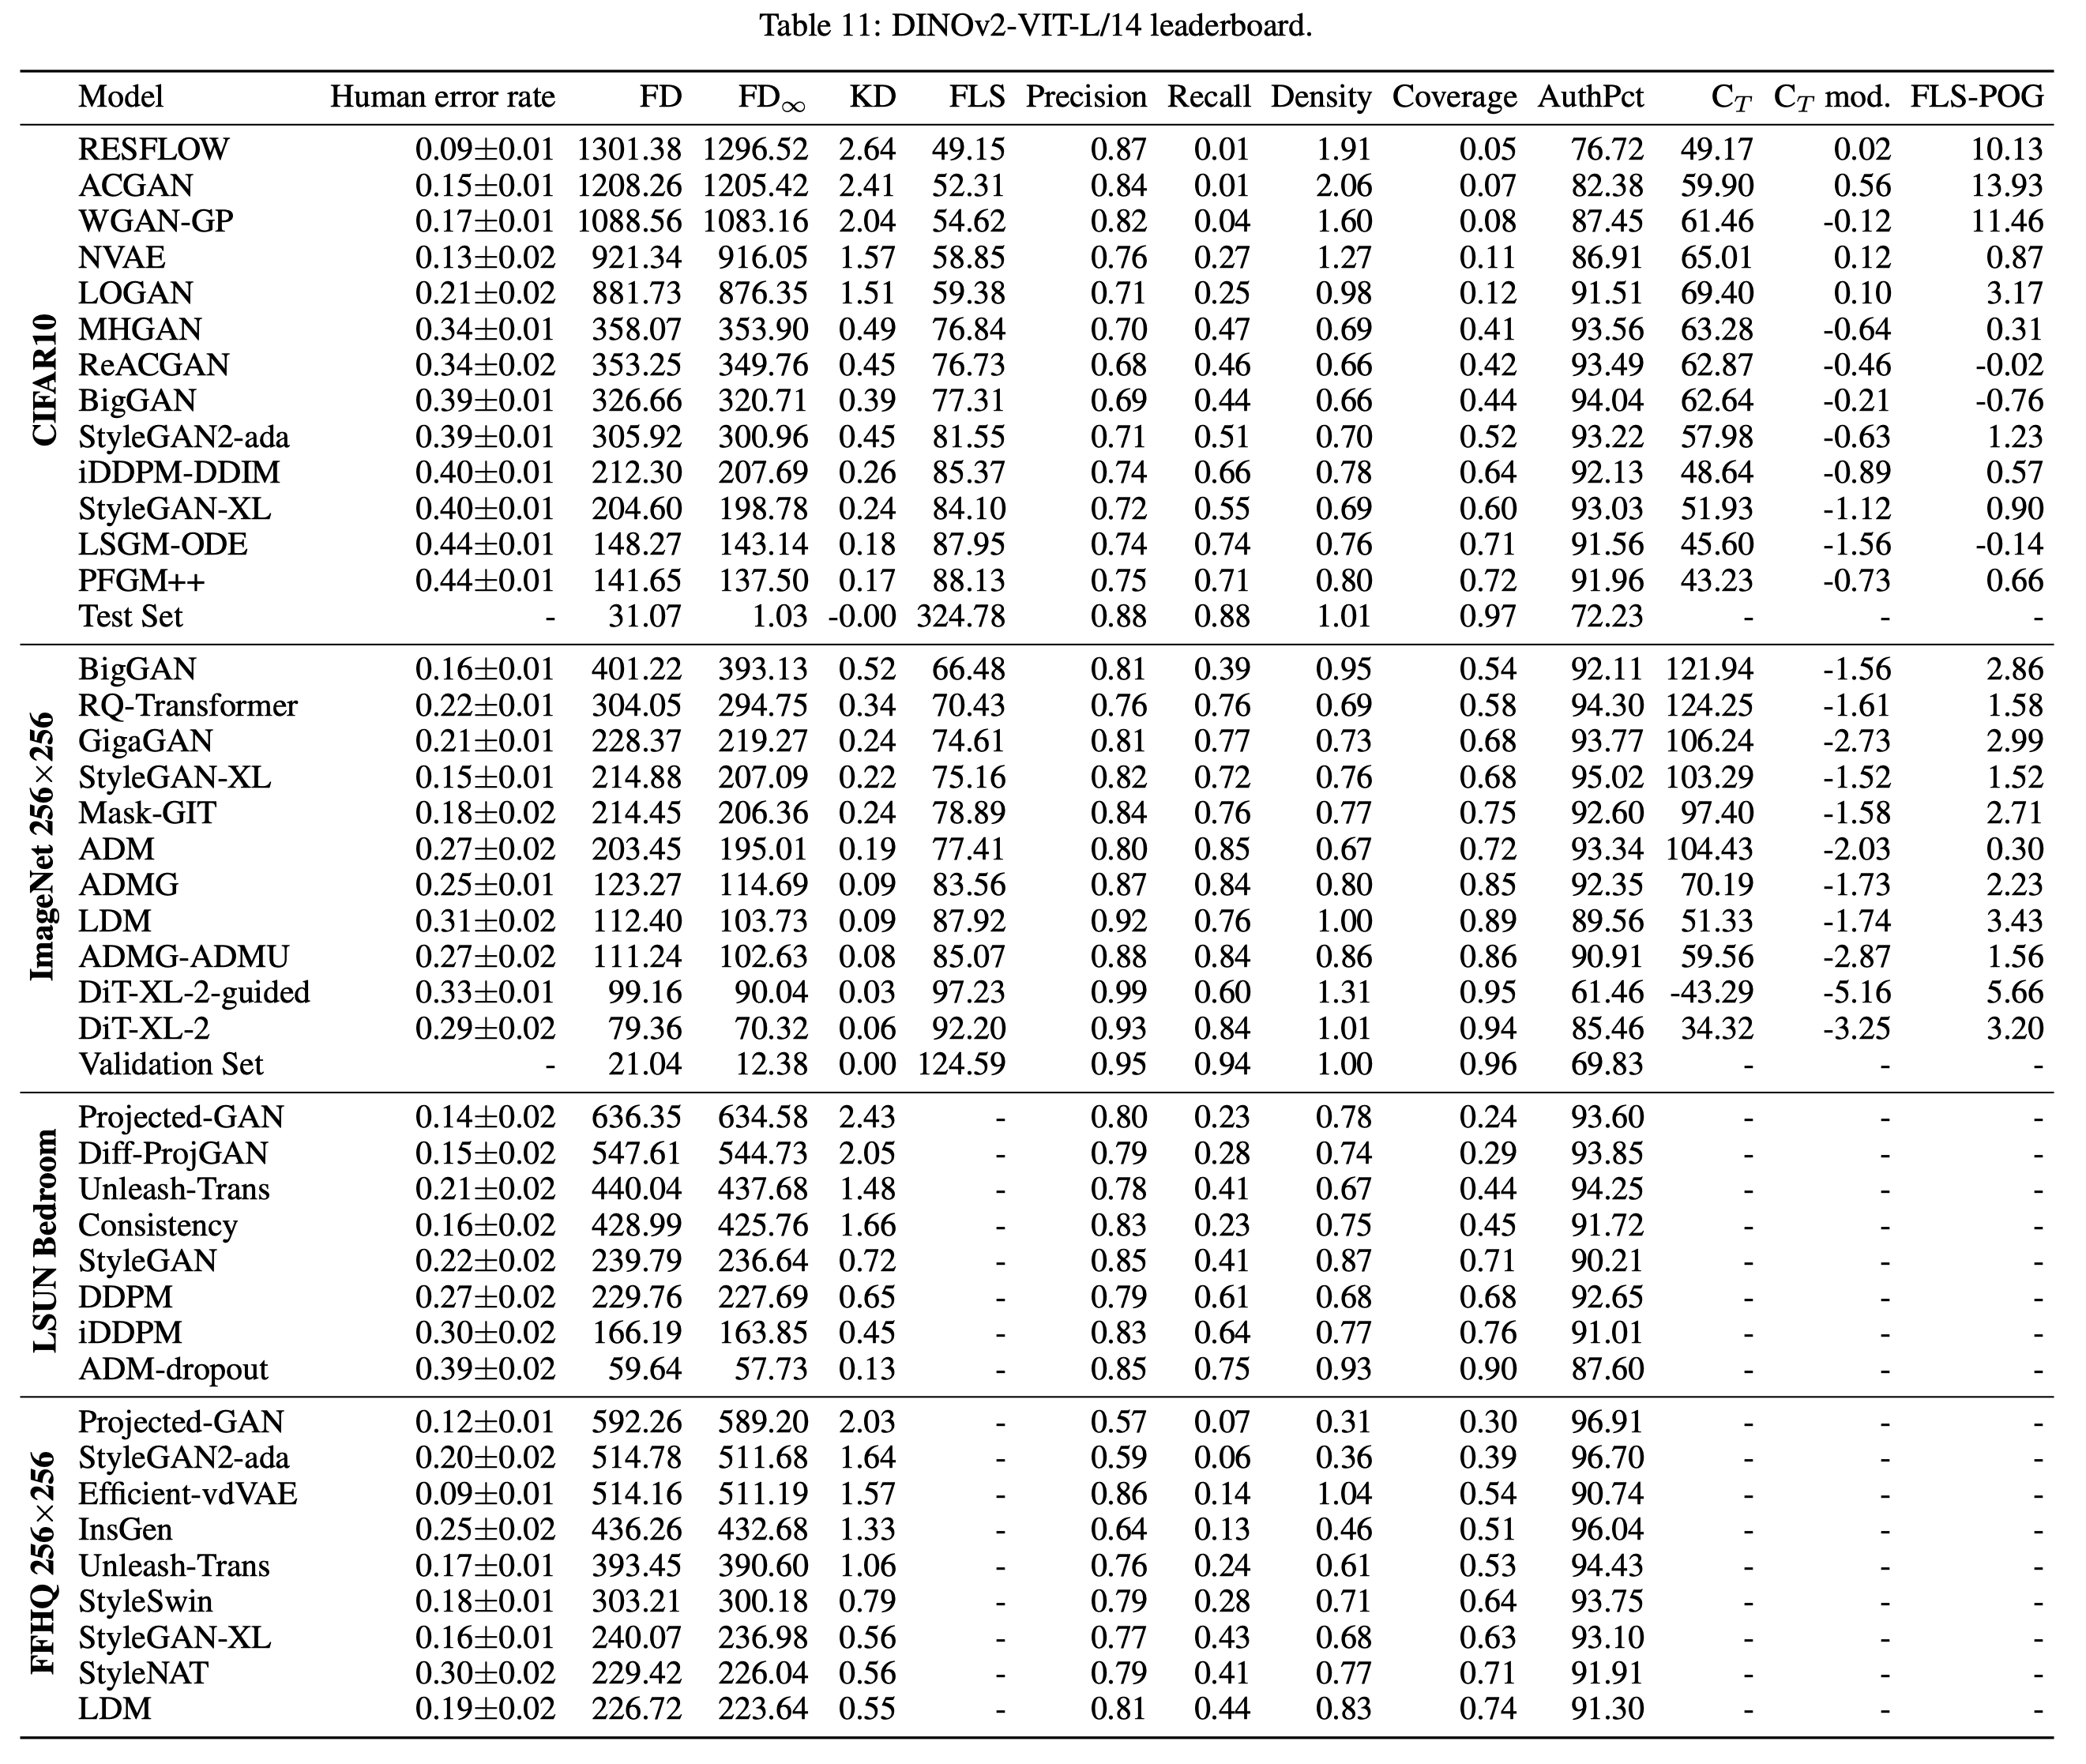 Table 11: DINOv2-VIT-L/14 leaderboard.
Model Human error rate FD FD∞ KD FLS Precision Recall Density Coverage AuthPct C_T C_T mod. FLS-POG
CIFAR10
RESFLOW 0.09±0.01 1301.38 1296.52 2.64 49.15 0.87 0.01 1.91 0.05 76.72 49.17 0.02 10.13
ACGAN 0.15±0.01 1208.26 1205.42 2.41 52.31 0.84 0.01 2.06 0.07 82.38 59.90 0.56 13.93
WGAN-GP 0.17±0.01 1088.56 1083.16 2.04 54.62 0.82 0.04 1.60 0.08 87.45 61.46 -0.12 11.46
NVAE 0.13±0.02 921.34 916.05 1.57 58.85 0.76 0.27 1.27 0.11 86.91 65.01 0.12 0.87
LOGAN 0.21±0.02 881.73 876.35 1.51 59.38 0.71 0.25 0.98 0.12 91.51 69.40 0.10 3.17
MHGAN 0.34±0.01 358.07 353.90 0.49 76.84 0.70 0.47 0.69 0.41 93.56 63.28 -0.64 0.31
ReACGAN 0.34±0.02 353.25 349.76 0.45 76.73 0.68 0.46 0.66 0.42 93.49 62.87 -0.46 -0.02
BigGAN 0.39±0.01 326.66 320.71 0.39 77.31 0.69 0.44 0.66 0.44 94.04 62.64 -0.21 -0.76
StyleGAN2-ada 0.39±0.01 305.92 300.96 0.45 81.55 0.71 0.51 0.70 0.52 93.22 57.98 -0.63 1.23
iDDPM-DDIM 0.40±0.01 212.30 207.69 0.26 85.37 0.74 0.66 0.78 0.64 92.13 48.64 -0.89 0.57
StyleGAN-XL 0.40±0.01 204.60 198.78 0.24 84.10 0.72 0.55 0.69 0.60 93.03 51.93 -1.12 0.90
LSGM-ODE 0.44±0.01 148.27 143.14 0.18 87.95 0.74 0.74 0.76 0.71 91.56 45.60 -1.56 -0.14
PFGM++ 0.44±0.01 141.65 137.50 0.17 88.13 0.75 0.71 0.80 0.72 91.96 43.23 -0.73 0.66
Test Set - 31.07 1.03 -0.00 324.78 0.88 0.88 1.01 0.97 72.23 - - -
ImageNet 256×256
BigGAN 0.16±0.01 401.22 393.13 0.52 66.48 0.81 0.39 0.95 0.54 92.11 121.94 -1.56 2.86
RQ-Transformer 0.22±0.01 304.05 294.75 0.34 70.43 0.76 0.76 0.69 0.58 94.30 124.25 -1.61 1.58
GigaGAN 0.21±0.01 228.37 219.27 0.24 74.61 0.81 0.77 0.73 0.68 93.77 106.24 -2.73 2.99
StyleGAN-XL 0.15±0.01 214.88 207.09 0.22 75.16 0.82 0.72 0.76 0.68 95.02 103.29 -1.52 1.52
Mask-GIT 0.18±0.02 214.45 206.36 0.24 78.89 0.84 0.76 0.77 0.75 92.60 97.40 -1.58 2.71
ADM 0.27±0.02 203.45 195.01 0.19 77.41 0.80 0.85 0.67 0.72 93.34 104.43 -2.03 0.30
ADMG 0.25±0.01 123.27 114.69 0.09 83.56 0.87 0.84 0.80 0.85 92.35 70.19 -1.73 2.23
LDM 0.31±0.02 112.40 103.73 0.09 87.92 0.92 0.76 1.00 0.89 89.56 51.33 -1.74 3.43
ADMG-ADMU 0.27±0.02 111.24 102.63 0.08 85.07 0.88 0.84 0.86 0.86 90.91 59.56 -2.87 1.56
DiT-XL-2-guided 0.33±0.01 99.16 90.04 0.03 97.23 0.99 0.60 1.31 0.95 61.46 -43.29 -5.16 5.66
DiT-XL-2 0.29±0.02 79.36 70.32 0.06 92.20 0.93 0.84 1.01 0.94 85.46 34.32 -3.25 3.20
Validation Set - 21.04 12.38 0.00 124.59 0.95 0.94 1.00 0.96 69.83 - - -
LSUN Bedroom
Projected-GAN 0.14±0.02 636.35 634.58 2.43 - 0.80 0.23 0.78 0.24 93.60 - - -
Diff-ProjGAN 0.15±0.02 547.61 544.73 2.05 - 0.79 0.28 0.74 0.29 93.85 - - -
Unleash-Trans 0.21±0.02 440.04 437.68 1.48 - 0.78 0.41 0.67 0.44 94.25 - - -
Consistency 0.16±0.02 428.99 425.76 1.66 - 0.83 0.23 0.75 0.45 91.72 - - -
StyleGAN 0.22±0.02 239.79 236.64 0.72 - 0.85 0.41 0.87 0.71 90.21 - - -
DDPM 0.27±0.02 229.76 227.69 0.65 - 0.79 0.61 0.68 0.68 92.65 - - -
iDDPM 0.30±0.02 166.19 163.85 0.45 - 0.83 0.64 0.77 0.76 91.01 - - -
ADM-dropout 0.39±0.02 59.64 57.73 0.13 - 0.85 0.75 0.93 0.90 87.60 - - -
FFHQ 256×256
Projected-GAN 0.12±0.01 592.26 589.20 2.03 - 0.57 0.07 0.31 0.30 96.91 - - -
StyleGAN2-ada 0.20±0.02 514.78 511.68 1.64 - 0.59 0.06 0.36 0.39 96.70 - - -
Efficient-vdVAE 0.09±0.01 514.16 511.19 1.57 - 0.86 0.14 1.04 0.54 90.74 - - -
InsGen 0.25±0.02 436.26 432.68 1.33 - 0.64 0.13 0.46 0.51 96.04 - - -
Unleash-Trans 0.17±0.01 393.45 390.60 1.06 - 0.76 0.24 0.61 0.53 94.43 - - -
StyleSwin 0.18±0.01 303.21 300.18 0.79 - 0.79 0.28 0.71 0.64 93.75 - - -
StyleGAN-XL 0.16±0.01 240.07 236.98 0.56 - 0.77 0.43 0.68 0.63 93.10 - - -
StyleNAT 0.30±0.02 229.42 226.04 0.56 - 0.79 0.41 0.77 0.71 91.91 - - -
LDM 0.19±0.02 226.72 223.64 0.55 - 0.81 0.44 0.83 0.74 91.30 - - -